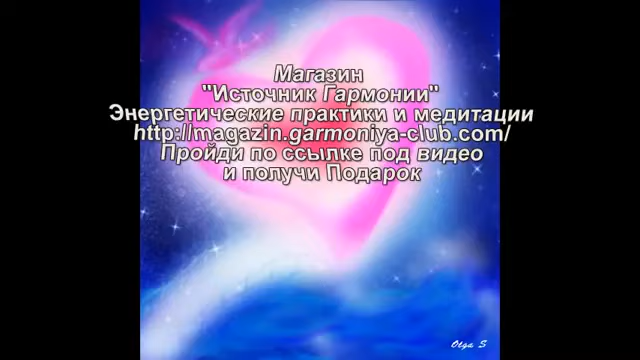 Магазин
"Источник Гармонии"
Энергетические практики и медитации
http://magazin.garmoniya-club.com/
Пройди по ссылке под видео
и получи Подарок
Olga S